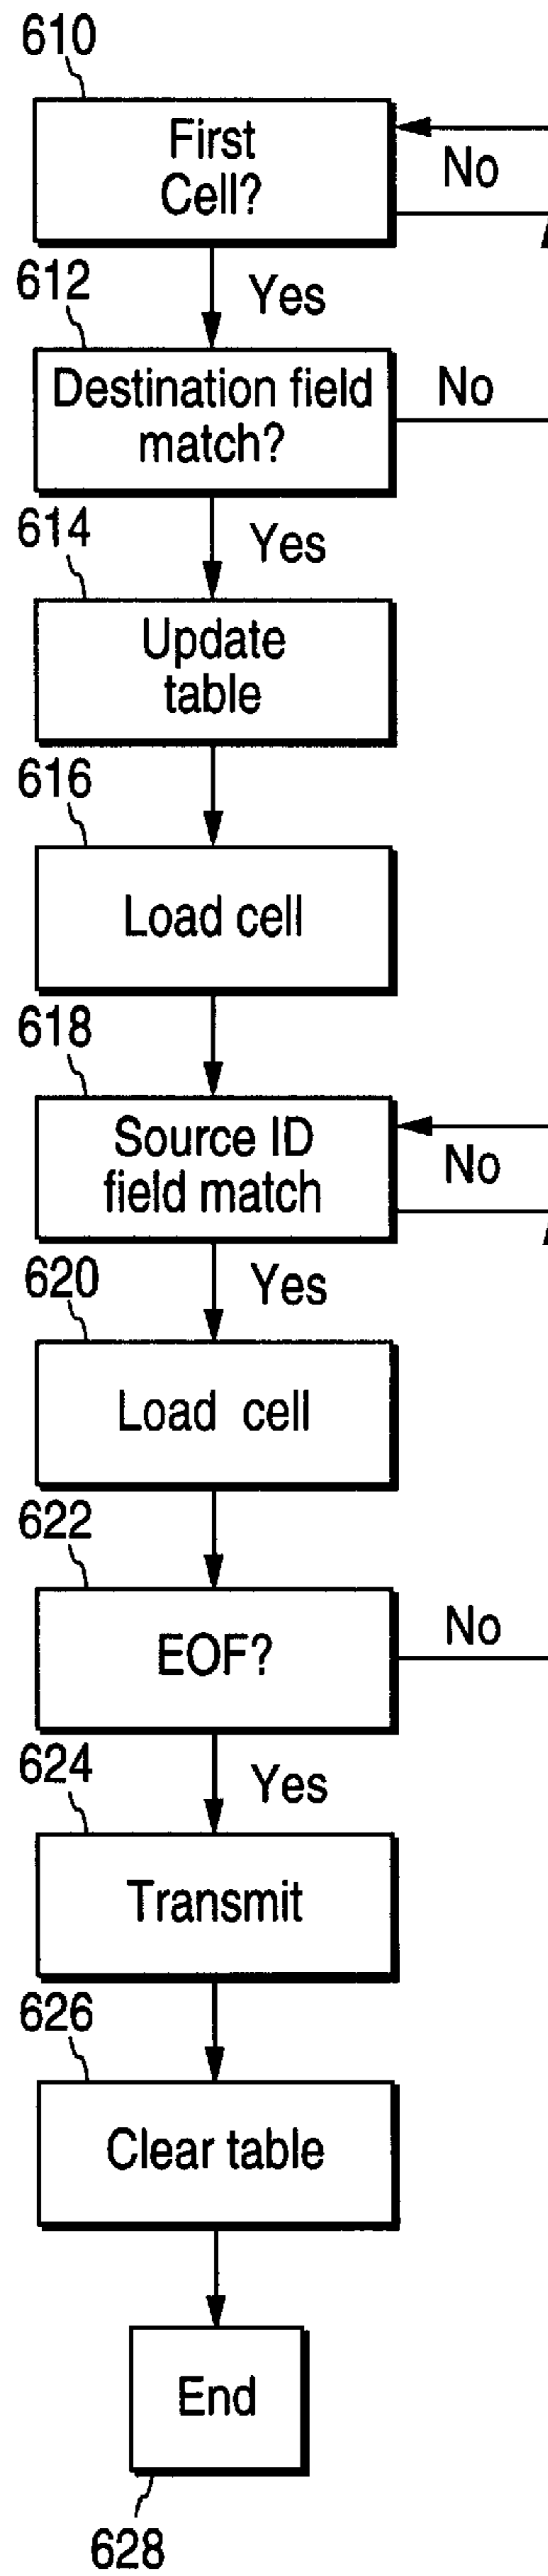 610
First
Cell?
No
Yes
612
Destination field
match?
No
Yes
614
Update
table
616
Load cell
618
Source ID
field match
No
Yes
620
Load cell
622
EOF?
No
Yes
624
Transmit
626
Clear table
End
628